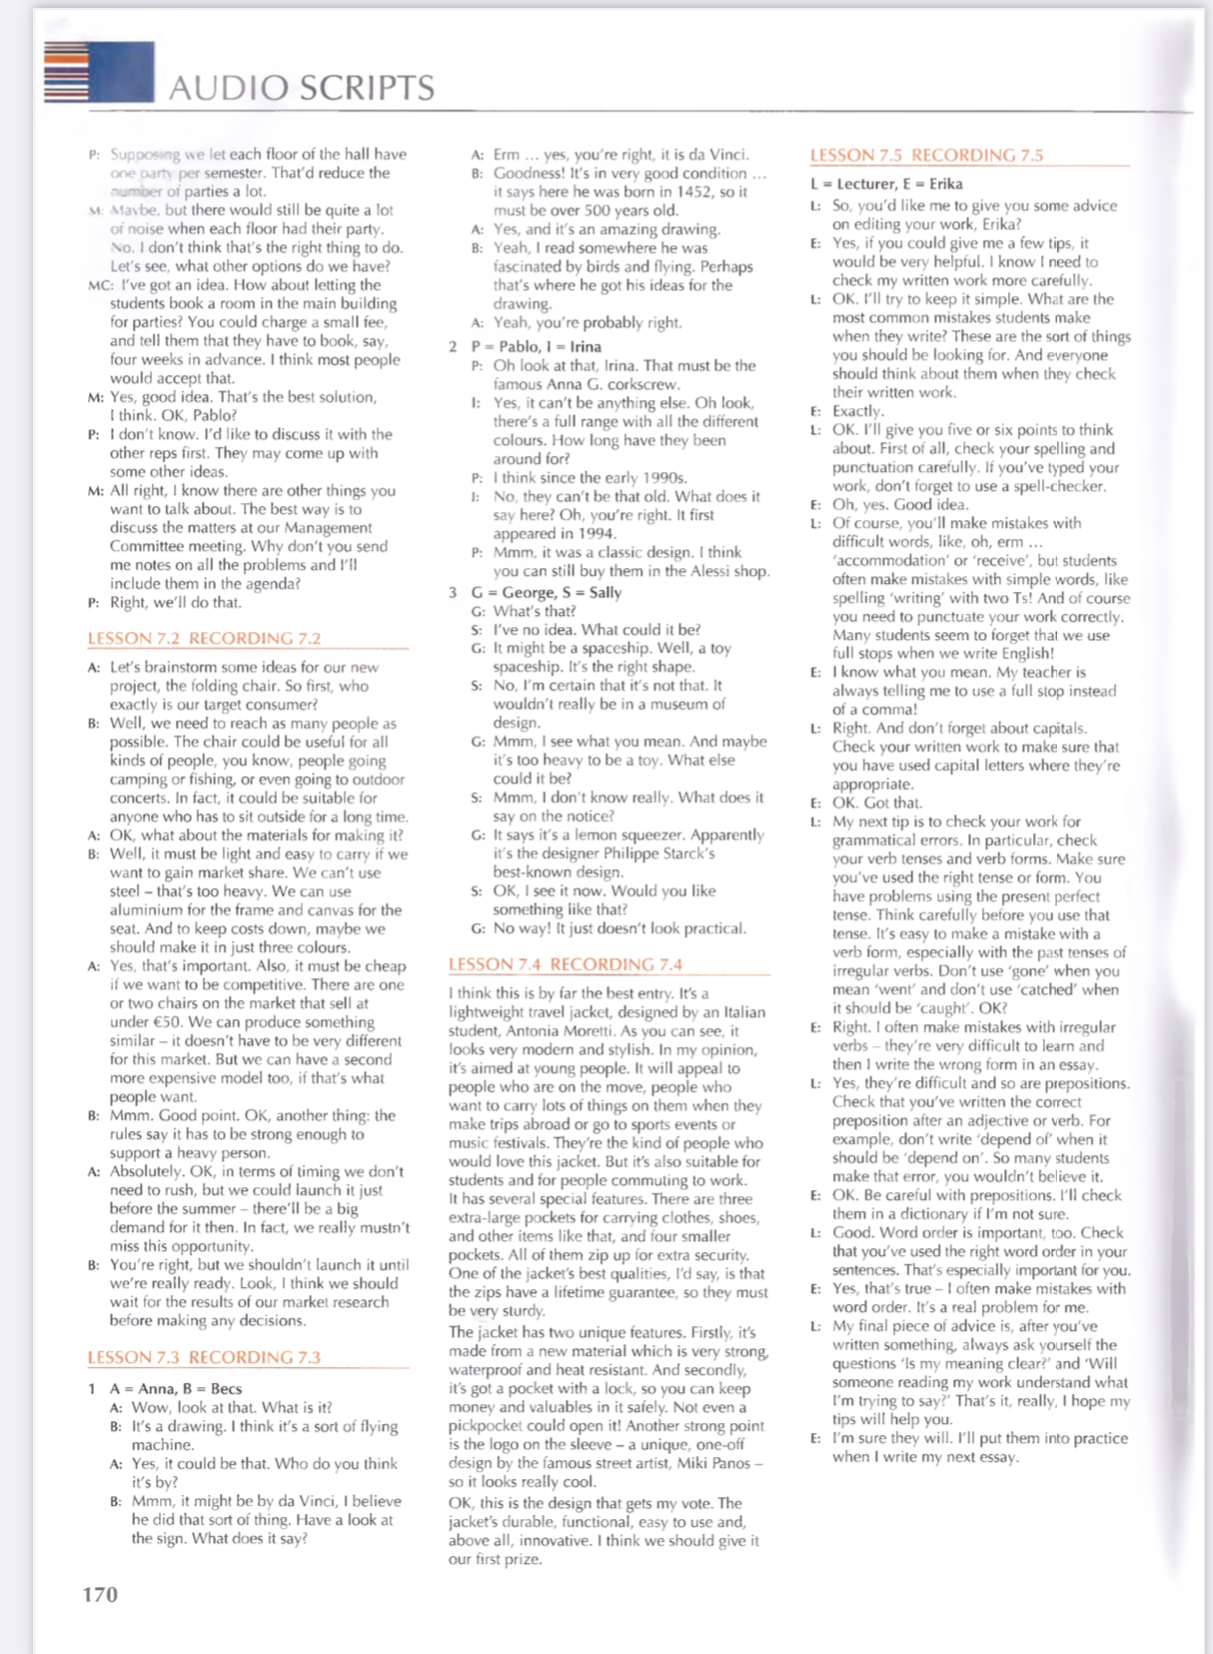 AUDIO SCRIPTS
P: Supposing we let each floor of the hall have
one party per semester. That'd reduce the
number of parties a lot.
M: Maybe, but there would still be quite a lot
of noise when each floor had their party.
No, I don't think that's the right thing to do.
Let's see, what other options do we have?
MC: I've got an idea. How about letting the
students book a room in the main building
for parties? You could charge a small fee,
and tell them that they have to book, say,
four weeks in advance. I think most people
would accept that.
M: Yes, good idea. That's the best solution,
I think. OK, Pablo?
P: I don't know. I'd like to discuss it with the
other reps first. They may come up with
some other ideas.
M: All right, I know there are other things you
want to talk about. The best way is to
discuss the matters at our Management
Committee meeting. Why don't you send
me notes on all the problems and I'll
include them in the agenda?
P: Right, we'll do that.
LESSON 7.2 RECORDING 7.2
A: Let's brainstorm some ideas for our new
project, the folding chair. So first, who
exactly is our target consumer?
B: Well, we need to reach as many people as
possible. The chair could be useful for all
kinds of people, you know, people going
camping or fishing, or even going to outdoor
concerts. In fact, it could be suitable for
anyone who has to sit outside for a long time.
A: OK, what about the materials for making it?
B: Well, it must be light and easy to carry if we
want to gain market share. We can't use
steel – that's too heavy. We can use
aluminium for the frame and canvas for the
seat. And to keep costs down, maybe we
should make it in just three colours.
A: Yes, that's important. Also, it must be cheap
if we want to be competitive. There are one
or two chairs on the market that sell at
under €50. We can produce something
similar – it doesn't have to be very different
for this market. But we can have a second
more expensive model too, if that's what
people want.
B: Mmm. Good point. OK, another thing: the
rules say it has to be strong enough to
support a heavy person.
A: Absolutely. OK, in terms of timing we don't
need to rush, but we could launch it just
before the summer – there'll be a big
demand for it then. In fact, we really mustn't
miss this opportunity.
B: You're right, but we shouldn't launch it until
we're really ready. Look, I think we should
wait for the results of our market research
before making any decisions.
LESSON 7.3 RECORDING 7.3
1 A = Anna, B = Becs
A: Wow, look at that. What is it?
B: It's a drawing. I think it's a sort of flying
machine.
A: Yes, it could be that. Who do you think
it's by?
B: Mmm, it might be by da Vinci, I believe
he did that sort of thing. Have a look at
the sign. What does it say?
A: Erm ... yes, you're right, it is da Vinci.
B: Goodness! It's in very good condition ...
it says here he was born in 1452, so it
must be over 500 years old.
A: Yes, and it's an amazing drawing.
B: Yeah, I read somewhere he was
fascinated by birds and flying. Perhaps
that's where he got his ideas for the
drawing.
A: Yeah, you're probably right.
2 P = Pablo, I = Irina
P: Oh look at that, Irina. That must be the
famous Anna G. corkscrew.
I: Yes, it can't be anything else. Oh look,
there's a full range with all the different
colours. How long have they been
around for?
P: I think since the early 1990s.
I: No, they can't be that old. What does it
say here? Oh, you're right. It first
appeared in 1994.
P: Mmm, it was a classic design. I think
you can still buy them in the Alessi shop.
3 G = George, S = Sally
G: What's that?
S: I've no idea. What could it be?
G: It might be a spaceship. Well, a toy
spaceship. It's the right shape.
S: No, I'm certain that it's not that. It
wouldn't really be in a museum of
design.
G: Mmm, I see what you mean. And maybe
it's too heavy to be a toy. What else
could it be?
S: Mmm, I don't know really. What does it
say on the notice?
G: It says it's a lemon squeezer. Apparently
it's the designer Philippe Starck's
best-known design.
S: OK, I see it now. Would you like
something like that?
G: No way! It just doesn't look practical.
LESSON 7.4 RECORDING 7.4
I think this is by far the best entry. It's a
lightweight travel jacket, designed by an Italian
student, Antonia Moretti. As you can see, it
looks very modern and stylish. In my opinion,
it's aimed at young people. It will appeal to
people who are on the move, people who
want to carry lots of things on them when they
make trips abroad or go to sports events or
music festivals. They're the kind of people who
would love this jacket. But it's also suitable for
students and for people commuting to work.
It has several special features. There are three
extra-large pockets for carrying clothes, shoes,
and other items like that, and four smaller
pockets. All of them zip up for extra security.
One of the jacket's best qualities, I'd say, is that
the zips have a lifetime guarantee, so they must
be very sturdy.
The jacket has two unique features. Firstly, it's
made from a new material which is very strong,
waterproof and heat resistant. And secondly,
it's got a pocket with a lock, so you can keep
money and valuables in it safely. Not even a
pickpocket could open it! Another strong point
is the logo on the sleeve – a unique, one-off
design by the famous street artist, Miki Panos –
so it looks really cool.
OK, this is the design that gets my vote. The
jacket's durable, functional, easy to use and,
above all, innovative. I think we should give it
our first prize.
LESSON 7.5 RECORDING 7.5
L = Lecturer, E = Erika
L: So, you'd like me to give you some advice
on editing your work, Erika?
E: Yes, if you could give me a few tips, it
would be very helpful. I know I need to
check my written work more carefully.
L: OK. I'll try to keep it simple. What are the
most common mistakes students make
when they write? These are the sort of things
you should be looking for. And everyone
should think about them when they check
their written work.
E: Exactly.
L: OK. I'll give you five or six points to think
about. First of all, check your spelling and
punctuation carefully. If you've typed your
work, don't forget to use a spell-checker.
E: Oh, yes. Good idea.
L: Of course, you'll make mistakes with
difficult words, like, oh, erm ...
'accommodation' or 'receive', but students
often make mistakes with simple words, like
spelling 'writing' with two Ts! And of course
you need to punctuate your work correctly.
Many students seem to forget that we use
full stops when we write English!
E: I know what you mean. My teacher is
always telling me to use a full stop instead
of a comma!
L: Right. And don't forget about capitals.
Check your written work to make sure that
you have used capital letters where they're
appropriate.
E: OK. Got that.
L: My next tip is to check your work for
grammatical errors. In particular, check
your verb tenses and verb forms. Make sure
you've used the right tense or form. You
have problems using the present perfect
tense. Think carefully before you use that
tense. It's easy to make a mistake with a
verb form, especially with the past tenses of
irregular verbs. Don't use 'gone' when you
mean 'went' and don't use 'catched' when
it should be 'caught'. OK?
E: Right. I often make mistakes with irregular
verbs – they're very difficult to learn and
then I write the wrong form in an essay.
L: Yes, they're difficult and so are prepositions.
Check that you've written the correct
preposition after an adjective or verb. For
example, don't write 'depend of' when it
should be 'depend on'. So many students
make that error, you wouldn't believe it.
E: OK. Be careful with prepositions. I'll check
them in a dictionary if I'm not sure.
L: Good. Word order is important, too. Check
that you've used the right word order in your
sentences. That's especially important for you.
E: Yes, that's true – I often make mistakes with
word order. It's a real problem for me.
L: My final piece of advice is, after you've
written something, always ask yourself the
questions 'Is my meaning clear?' and 'Will
someone reading my work understand what
I'm trying to say?' That's it, really, I hope my
tips will help you.
E: I'm sure they will. I'll put them into practice
when I write my next essay.
170